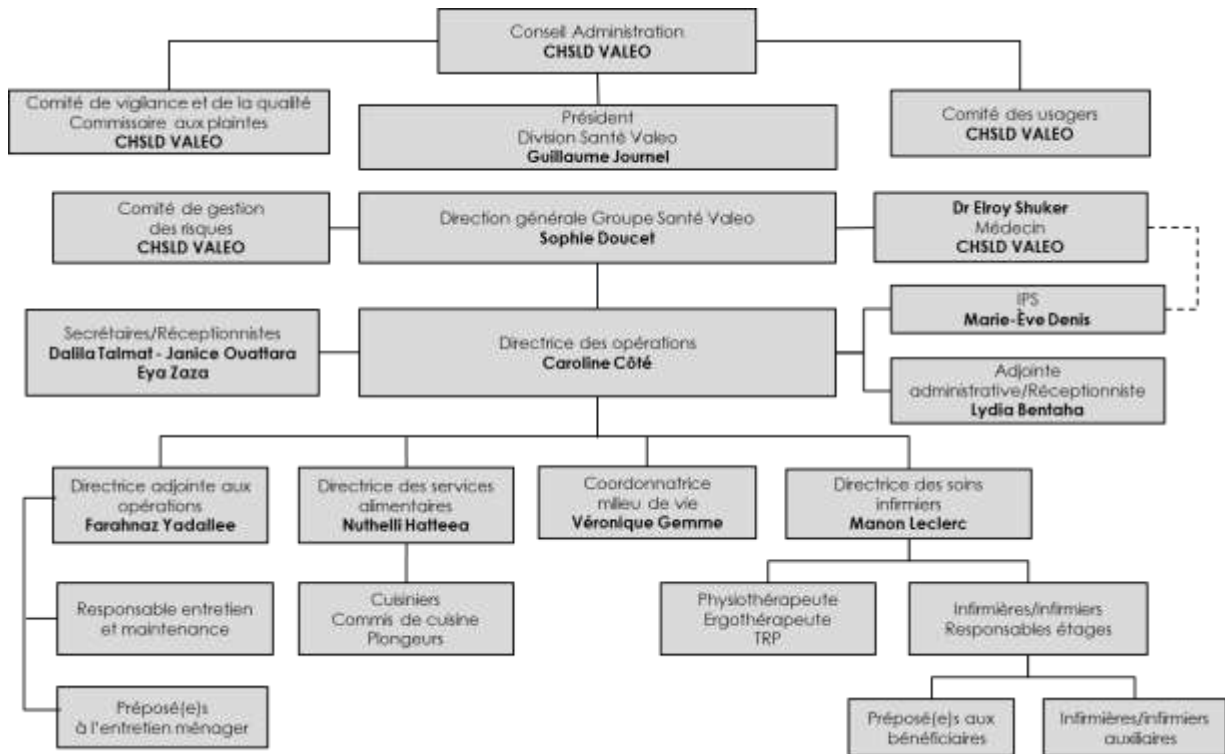 Conseil Administration
CHSLD VALEO
Comité de vigilance et de la qualité
Commissaire aux plaintes
CHSLD VALEO
Président
Division Santé Valeo
Guillaume Journel
Comité des usagers
CHSLD VALEO
Comité de gestion
des risques
CHSLD VALEO
Direction générale Groupe Santé Valeo
Sophie Doucet
Dr Elroy Shuker
Médecin
CHSLD VALEO
Secrétaires/Réceptionnistes
Dalila Talmat - Janice Ouattara
Eya Zaza
Directrice des opérations
Caroline Côté
IPS
Marie-Ève Denis
Adjointe
administrative/Réceptionniste
Lydia Bentaha
Directrice adjointe aux
opérations
Farahnaz Yadallee
Directrice des services
alimentaires
Nuthelli Hatteea
Coordonnatrice
milieu de vie
Véronique Gemme
Directrice des soins
infirmiers
Manon Leclerc
Responsable entretien
et maintenance
Cuisiniers
Commis de cuisine
Plongeurs
Physiothérapeute
Ergothérapeute
TRP
Infirmières/infirmiers
Responsables étages
Préposé(e)s
à l'entretien ménager
Préposé(e)s aux
bénéficiaires
Infirmières/infirmiers
auxiliaires